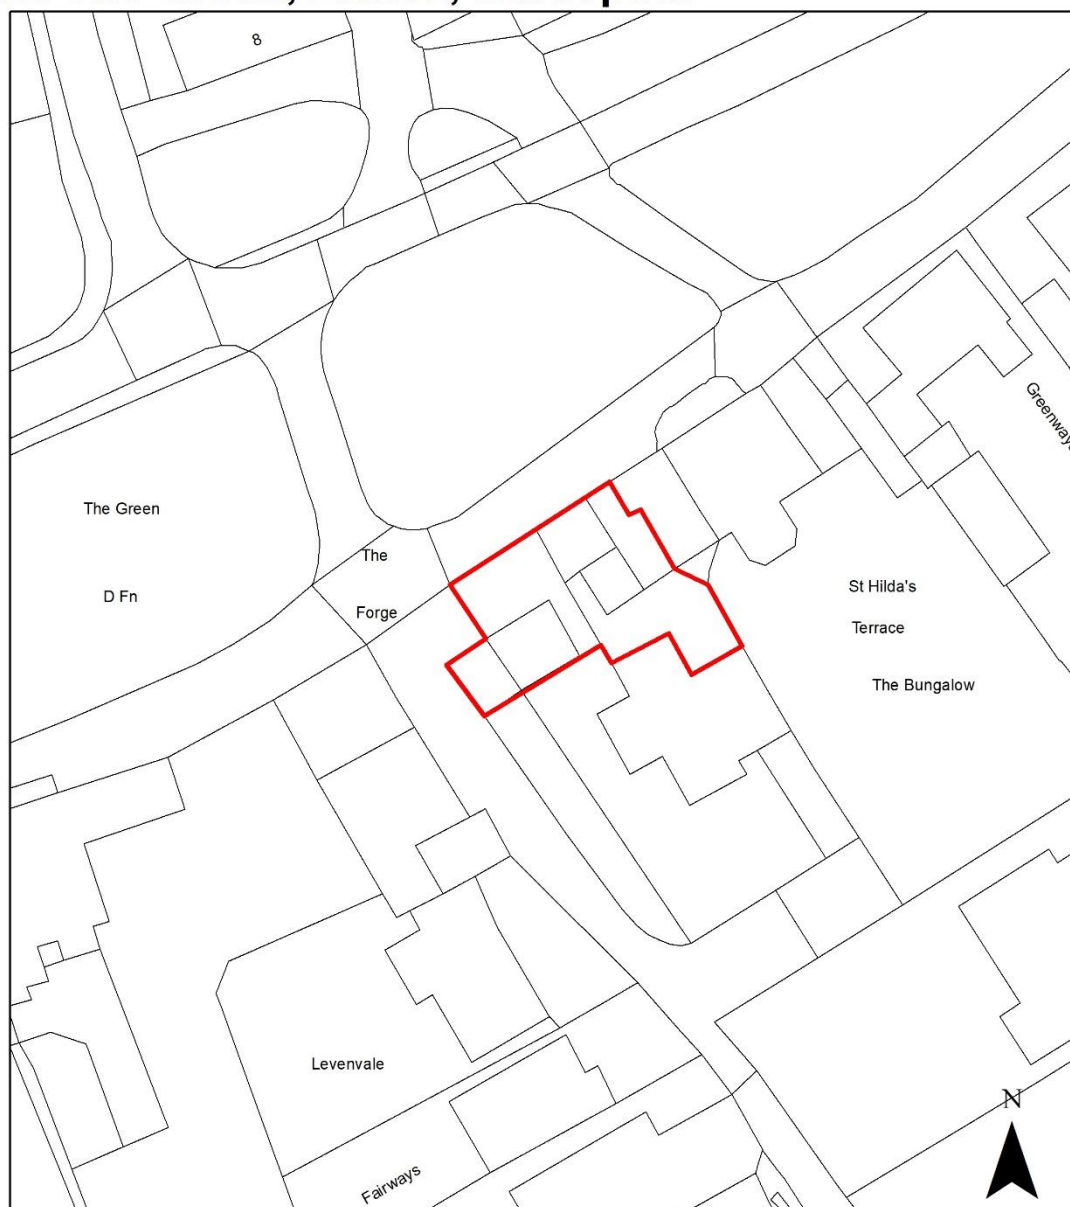 8
The Green
D Fn
The
Forge
Greenways
St Hilda's
Terrace
The Bungalow
Levenvale
Fairways
N